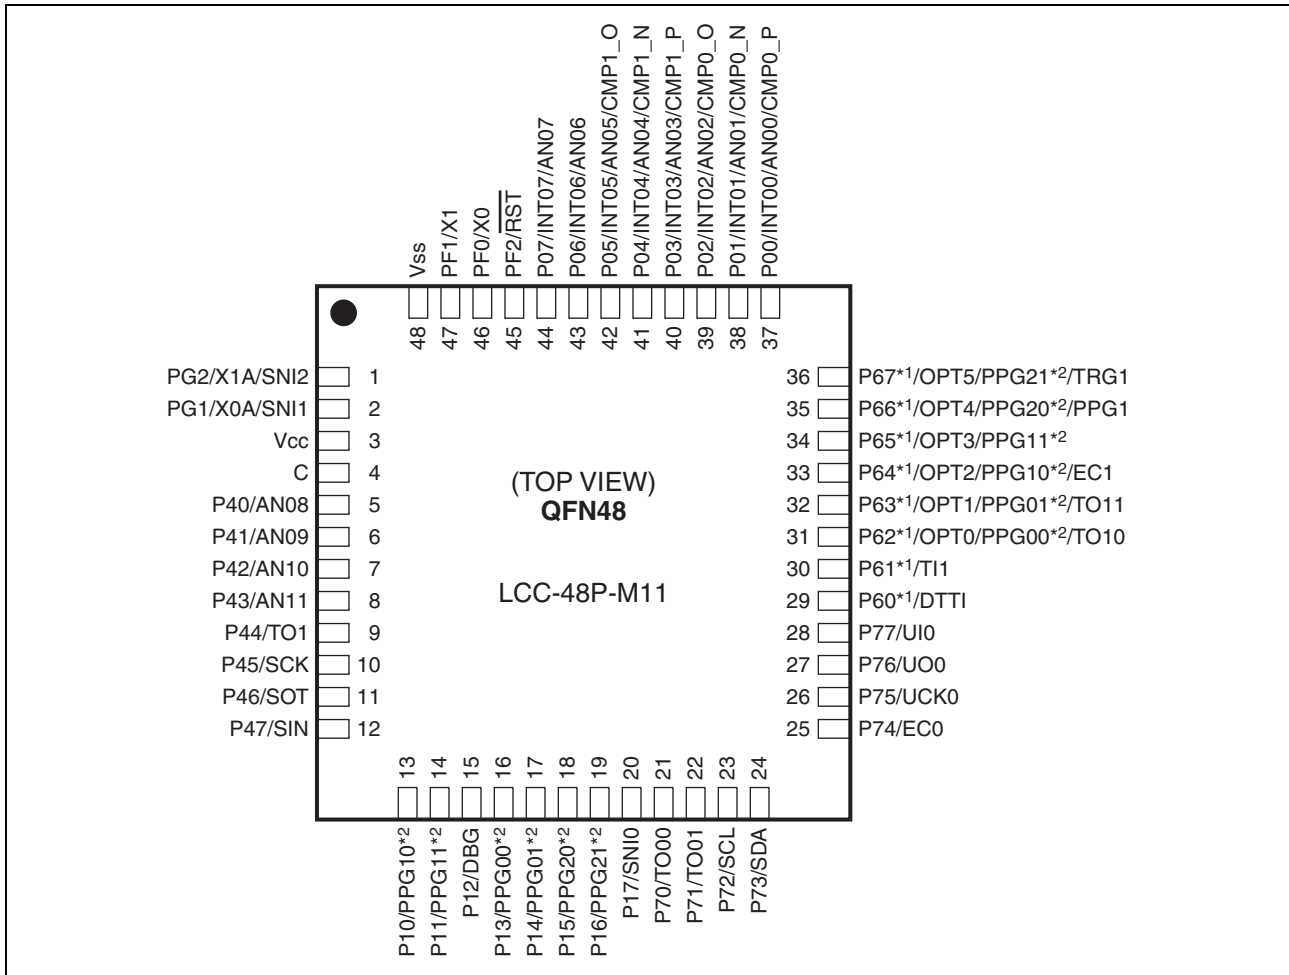 P05/INT05/AN05/CMP1_O
P04/INT04/AN04/CMP1_N
P03/INT03/AN03/CMP1_P
P02/INT02/AN02/CMP0_O
P01/INT01/AN01/CMP0_N
P00/INT00/AN00/CMP0_P
P07/INT07/AN07
P06/INT06/AN06
PF2/RST
PF0/X0
PF1/X1
Vss
48
47
46
45
44
43
42
41
40
39
38
37
PG2/X1A/SNI2
1
PG1/X0A/SNI1
2
Vcc
3
C
4
P40/AN08
5
P41/AN09
6
P42/AN10
7
P43/AN11
8
P44/TO1
9
P45/SCK
10
P46/SOT
11
P47/SIN
12
(TOP VIEW)
QFN48
LCC-48P-M11
36
P67*1/OPT5/PPG21*2/TRG1
35
P66*1/OPT4/PPG20*2/PPG1
34
P65*1/OPT3/PPG11*2
33
P64*1/OPT2/PPG10*2/EC1
32
P63*1/OPT1/PPG01*2/TO11
31
P62*1/OPT0/PPG00*2/TO10
30
P61*1/TI1
29
P60*1/DTTI
28
P77/UI0
27
P76/UO0
26
P75/UCK0
25
P74/EC0
13
14
15
16
17
18
19
20
21
22
23
24
P10/PPG10*2
P11/PPG11*2
P12/DBG
P13/PPG00*2
P14/PPG01*2
P15/PPG20*2
P16/PPG21*2
P17/SNI0
P70/TO00
P71/TO01
P72/SCL
P73/SDA